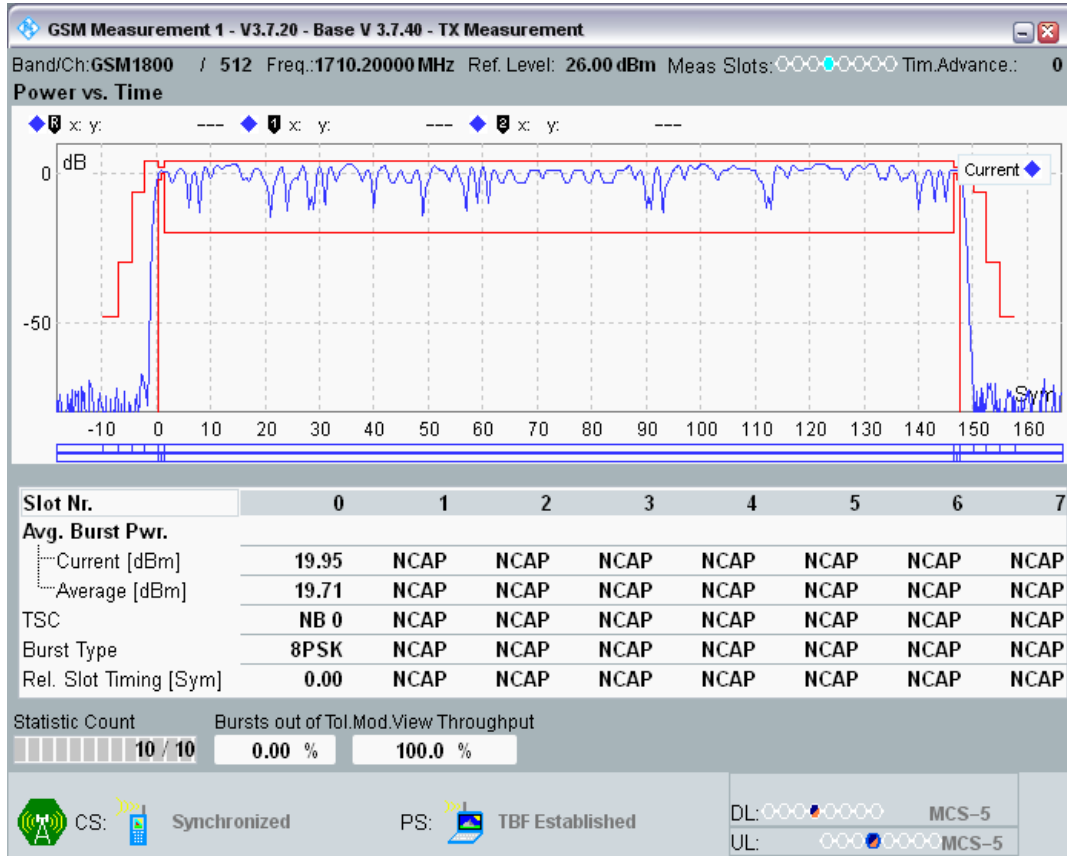 GSM Measurement 1 - V3.7.20 - Base V 3.7.40 - TX Measurement
Band/Ch:GSM1800 / 512 Freq.:1710.20000 MHz Ref. Level: 26.00 dBm Meas Slots: Tim.Advance.: 0
Power vs. Time
R x: y: --- 1 x: y: --- 2 x: y: ---
dB
Current
0
-50
Sym
-10 0 10 20 30 40 50 60 70 80 90 100 110 120 130 140 150 160
Slot Nr. 0 1 2 3 4 5 6 7
Avg. Burst Pwr.
Current [dBm] 19.95 NCAP NCAP NCAP NCAP NCAP NCAP NCAP
Average [dBm] 19.71 NCAP NCAP NCAP NCAP NCAP NCAP NCAP
TSC NB 0 NCAP NCAP NCAP NCAP NCAP NCAP NCAP
Burst Type 8PSK NCAP NCAP NCAP NCAP NCAP NCAP NCAP
Rel. Slot Timing [Sym] 0.00 NCAP NCAP NCAP NCAP NCAP NCAP NCAP
Statistic Count Bursts out of Tol.Mod.View Throughput
10 / 10 0.00 % 100.0 %
CS: Synchronized PS: TBF Established
DL: MCS-5
UL: MCS-5